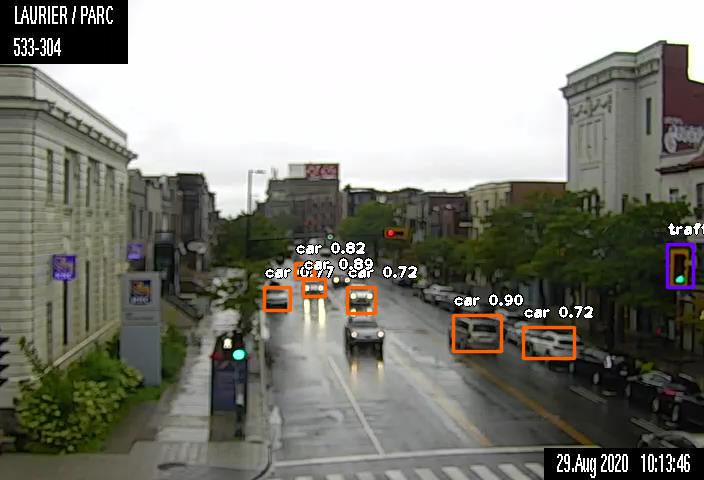 LAURIER / PARC
533-304
car 0.82
car 0.89
car 0.77
car 0.72
car 0.90
car 0.72
traf
RBC
29.Aug 2020 10:13:46